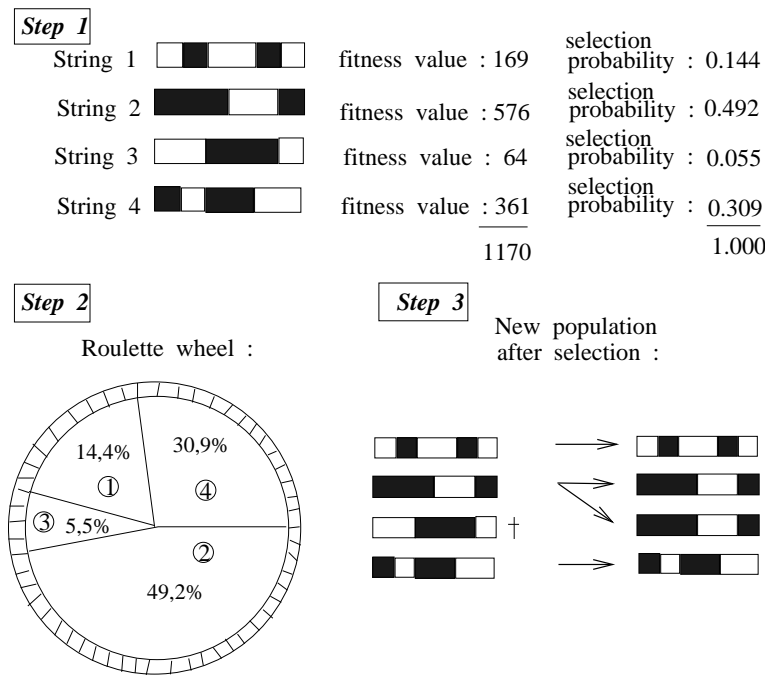 Step 1
String 1 fitness value : 169 selection probability : 0.144
String 2 fitness value : 576 selection probability : 0.492
String 3 fitness value : 64 selection probability : 0.055
String 4 fitness value : 361 selection probability : 0.309
1170 1.000
Step 2
Roulette wheel :
14,4%
1
30,9%
4
3 5,5%
2
49,2%
Step 3
New population
after selection :
†